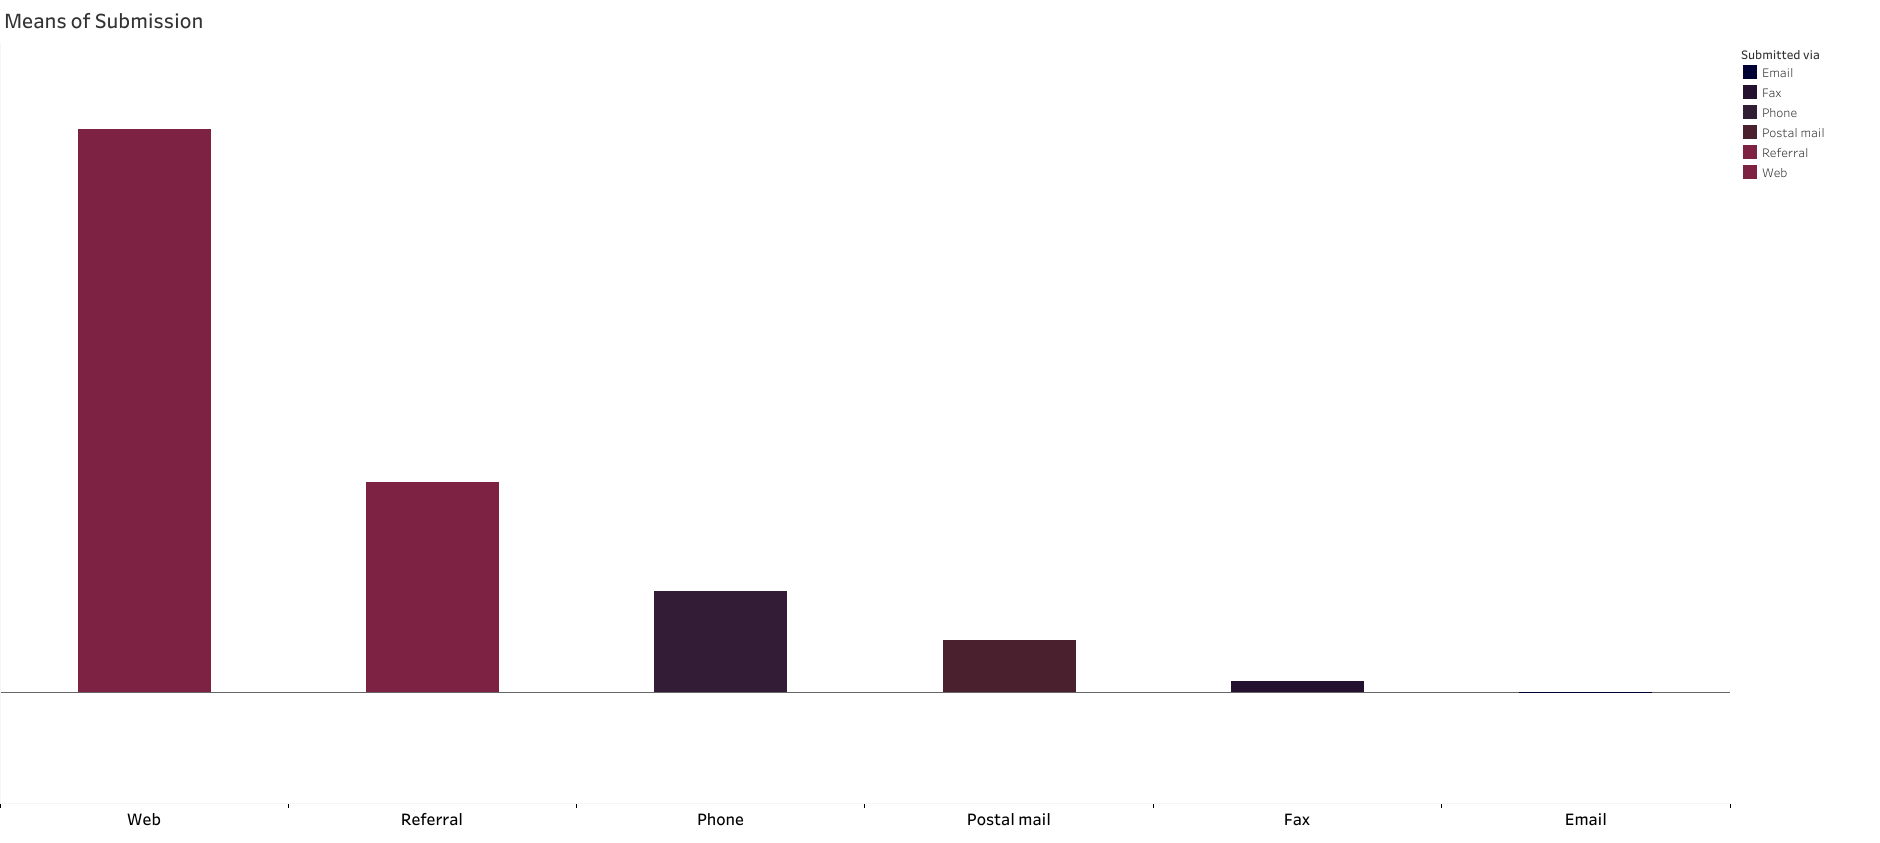 Means of Submission
Submitted via
Email
Fax
Phone
Postal mail
Referral
Web
Web
Referral
Phone
Postal mail
Fax
Email